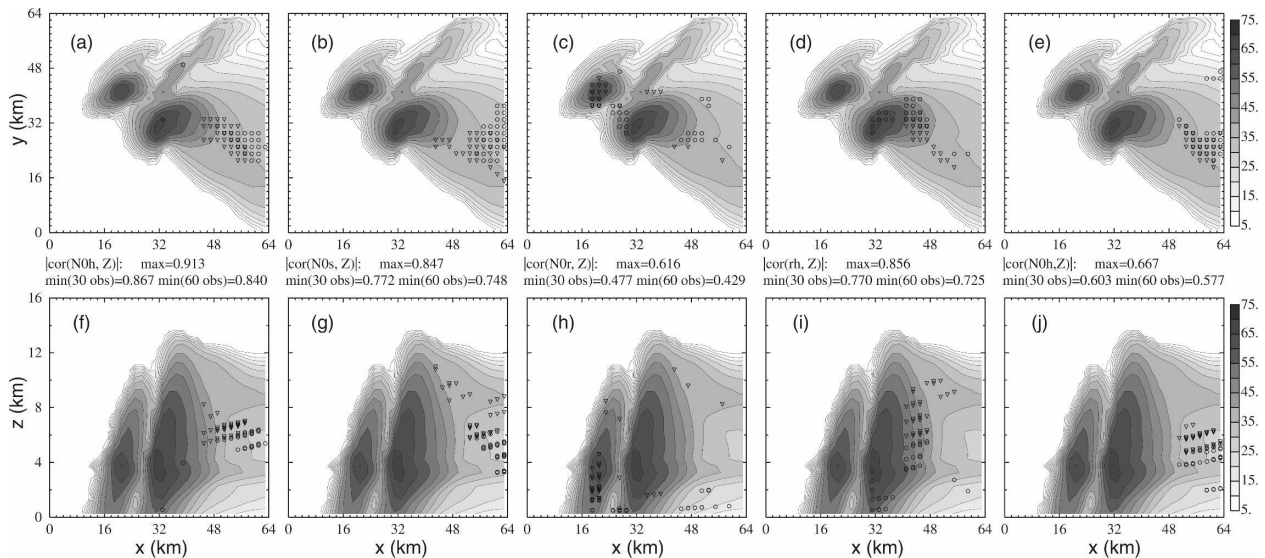 (a) (b) (c) (d) (e)
y (km)
64
48
32
16
0
0 16 32 48 64 0 16 32 48 64 0 16 32 48 64 0 16 32 48 64 0 16 32 48 64
75.
65.
55.
45.
35.
25.
15.
5.
|cor(N0h, Z)|: max=0.913 |cor(N0s, Z)|: max=0.847 |cor(N0r, Z)|: max=0.616 |cor(rh, Z)|: max=0.856 |cor(N0h,Z)|: max=0.667
min(30 obs)=0.867 min(60 obs)=0.840 min(30 obs)=0.772 min(60 obs)=0.748 min(30 obs)=0.477 min(60 obs)=0.429 min(30 obs)=0.770 min(60 obs)=0.725 min(30 obs)=0.603 min(60 obs)=0.577
(f) (g) (h) (i) (j)
z (km)
16
12
8
4
0
0 16 32 48 64 0 16 32 48 64 0 16 32 48 64 0 16 32 48 64 0 16 32 48 64
x (km) x (km) x (km) x (km) x (km)
75.
65.
55.
45.
35.
25.
15.
5.